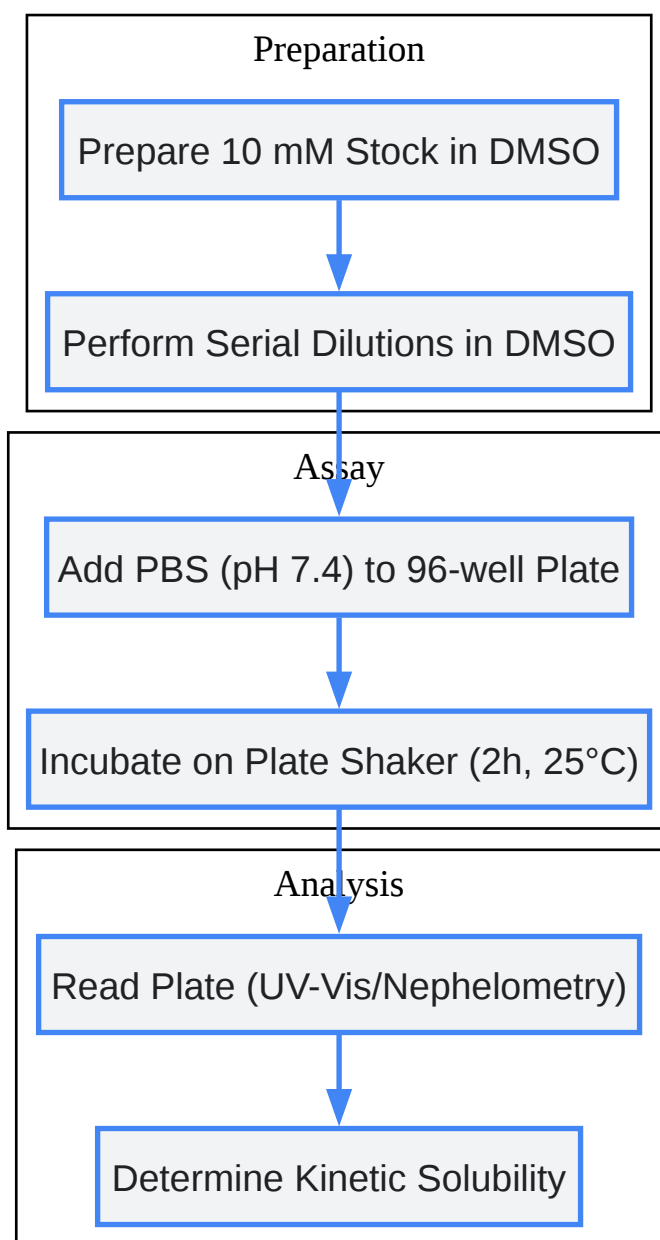 Preparation
Prepare 10 mM Stock in DMSO
Perform Serial Dilutions in DMSO
Assay
Add PBS (pH 7.4) to 96-well Plate
Incubate on Plate Shaker (2h, 25°C)
Analysis
Read Plate (UV-Vis/Nephelometry)
Determine Kinetic Solubility